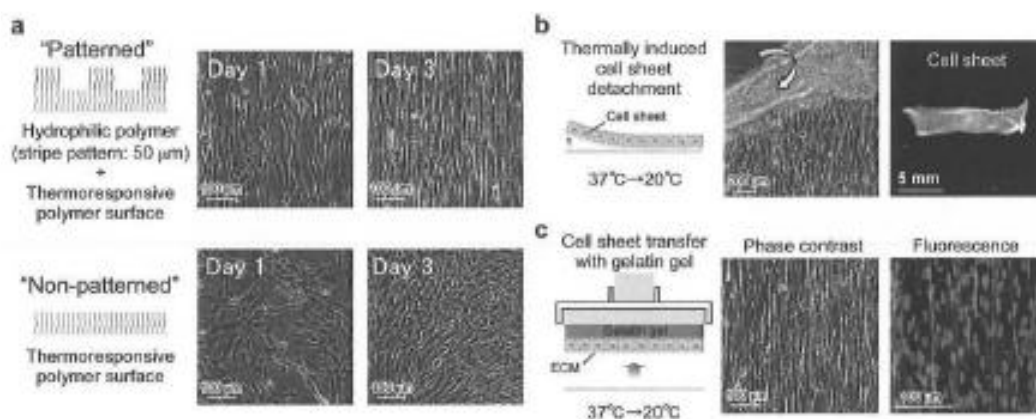 a
"Patterned"
Hydrophilic polymer
(stripe pattern: 50 μm)
+
Thermoresponsive
polymer surface
Day 1
Day 3
"Non-patterned"
Thermoresponsive
polymer surface
Day 1
Day 3
b
Thermally induced
cell sheet
detachment
Cell sheet
37°C→20°C
Cell sheet
5 mm
c
Cell sheet transfer
with gelatin gel
Gelatin gel
ECM
37°C→20°C
Phase contrast
Fluorescence